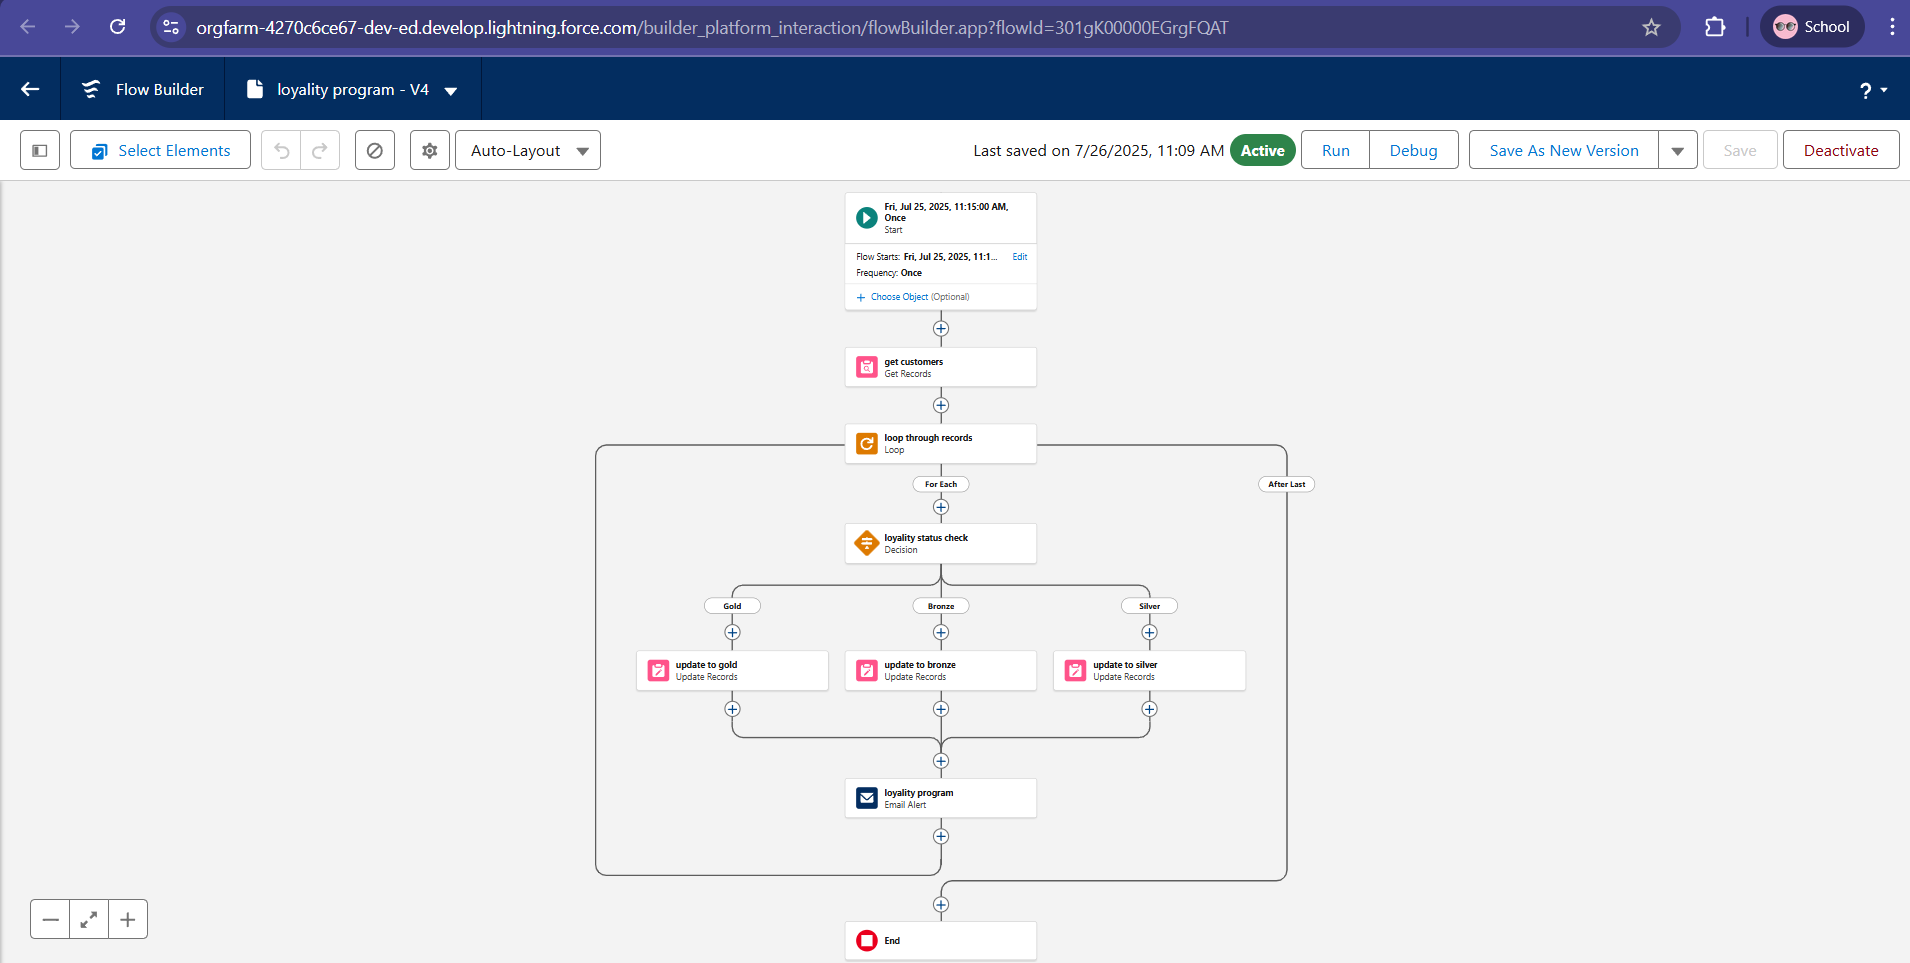 orgfarm-4270c6ce67-dev-ed.develop.lightning.force.com/builder_platform_interaction/flowBuilder.app?flowId=301gK00000EGrgFQAT
School
Flow Builder
loyality program - V4
?
Select Elements
Auto-Layout
Last saved on 7/26/2025, 11:09 AM
Active
Run
Debug
Save As New Version
Save
Deactivate
Fri, Jul 25, 2025, 11:15:00 AM,
Once
Start
Flow Starts: Fri, Jul 25, 2025, 11:1... Edit
Frequency: Once
+ Choose Object (Optional)
get customers
Get Records
loop through records
Loop
For Each
After Last
loyality status check
Decision
Gold
Bronze
Silver
update to gold
Update Records
update to bronze
Update Records
update to silver
Update Records
loyality program
Email Alert
End